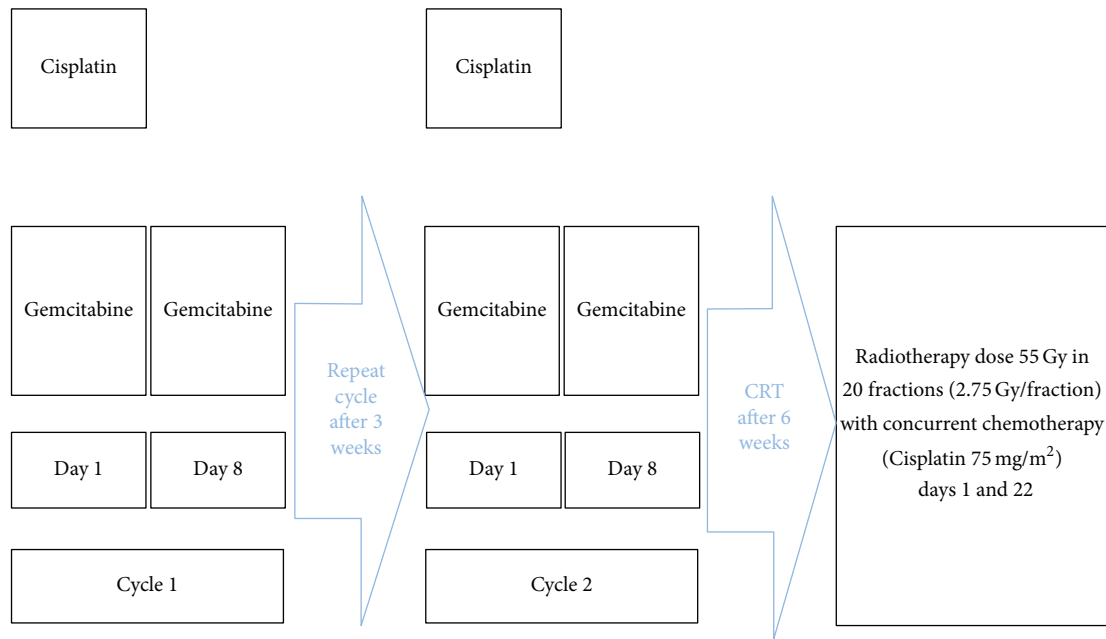 Cisplatin
Cisplatin
Gemcitabine
Gemcitabine
Repeat
cycle
after 3
weeks
Gemcitabine
Gemcitabine
CRT
after 6
weeks
Radiotherapy dose 55 Gy in
20 fractions (2.75 Gy/fraction)
with concurrent chemotherapy
(Cisplatin 75 mg/m²)
days 1 and 22
Day 1
Day 8
Day 1
Day 8
Cycle 1
Cycle 2